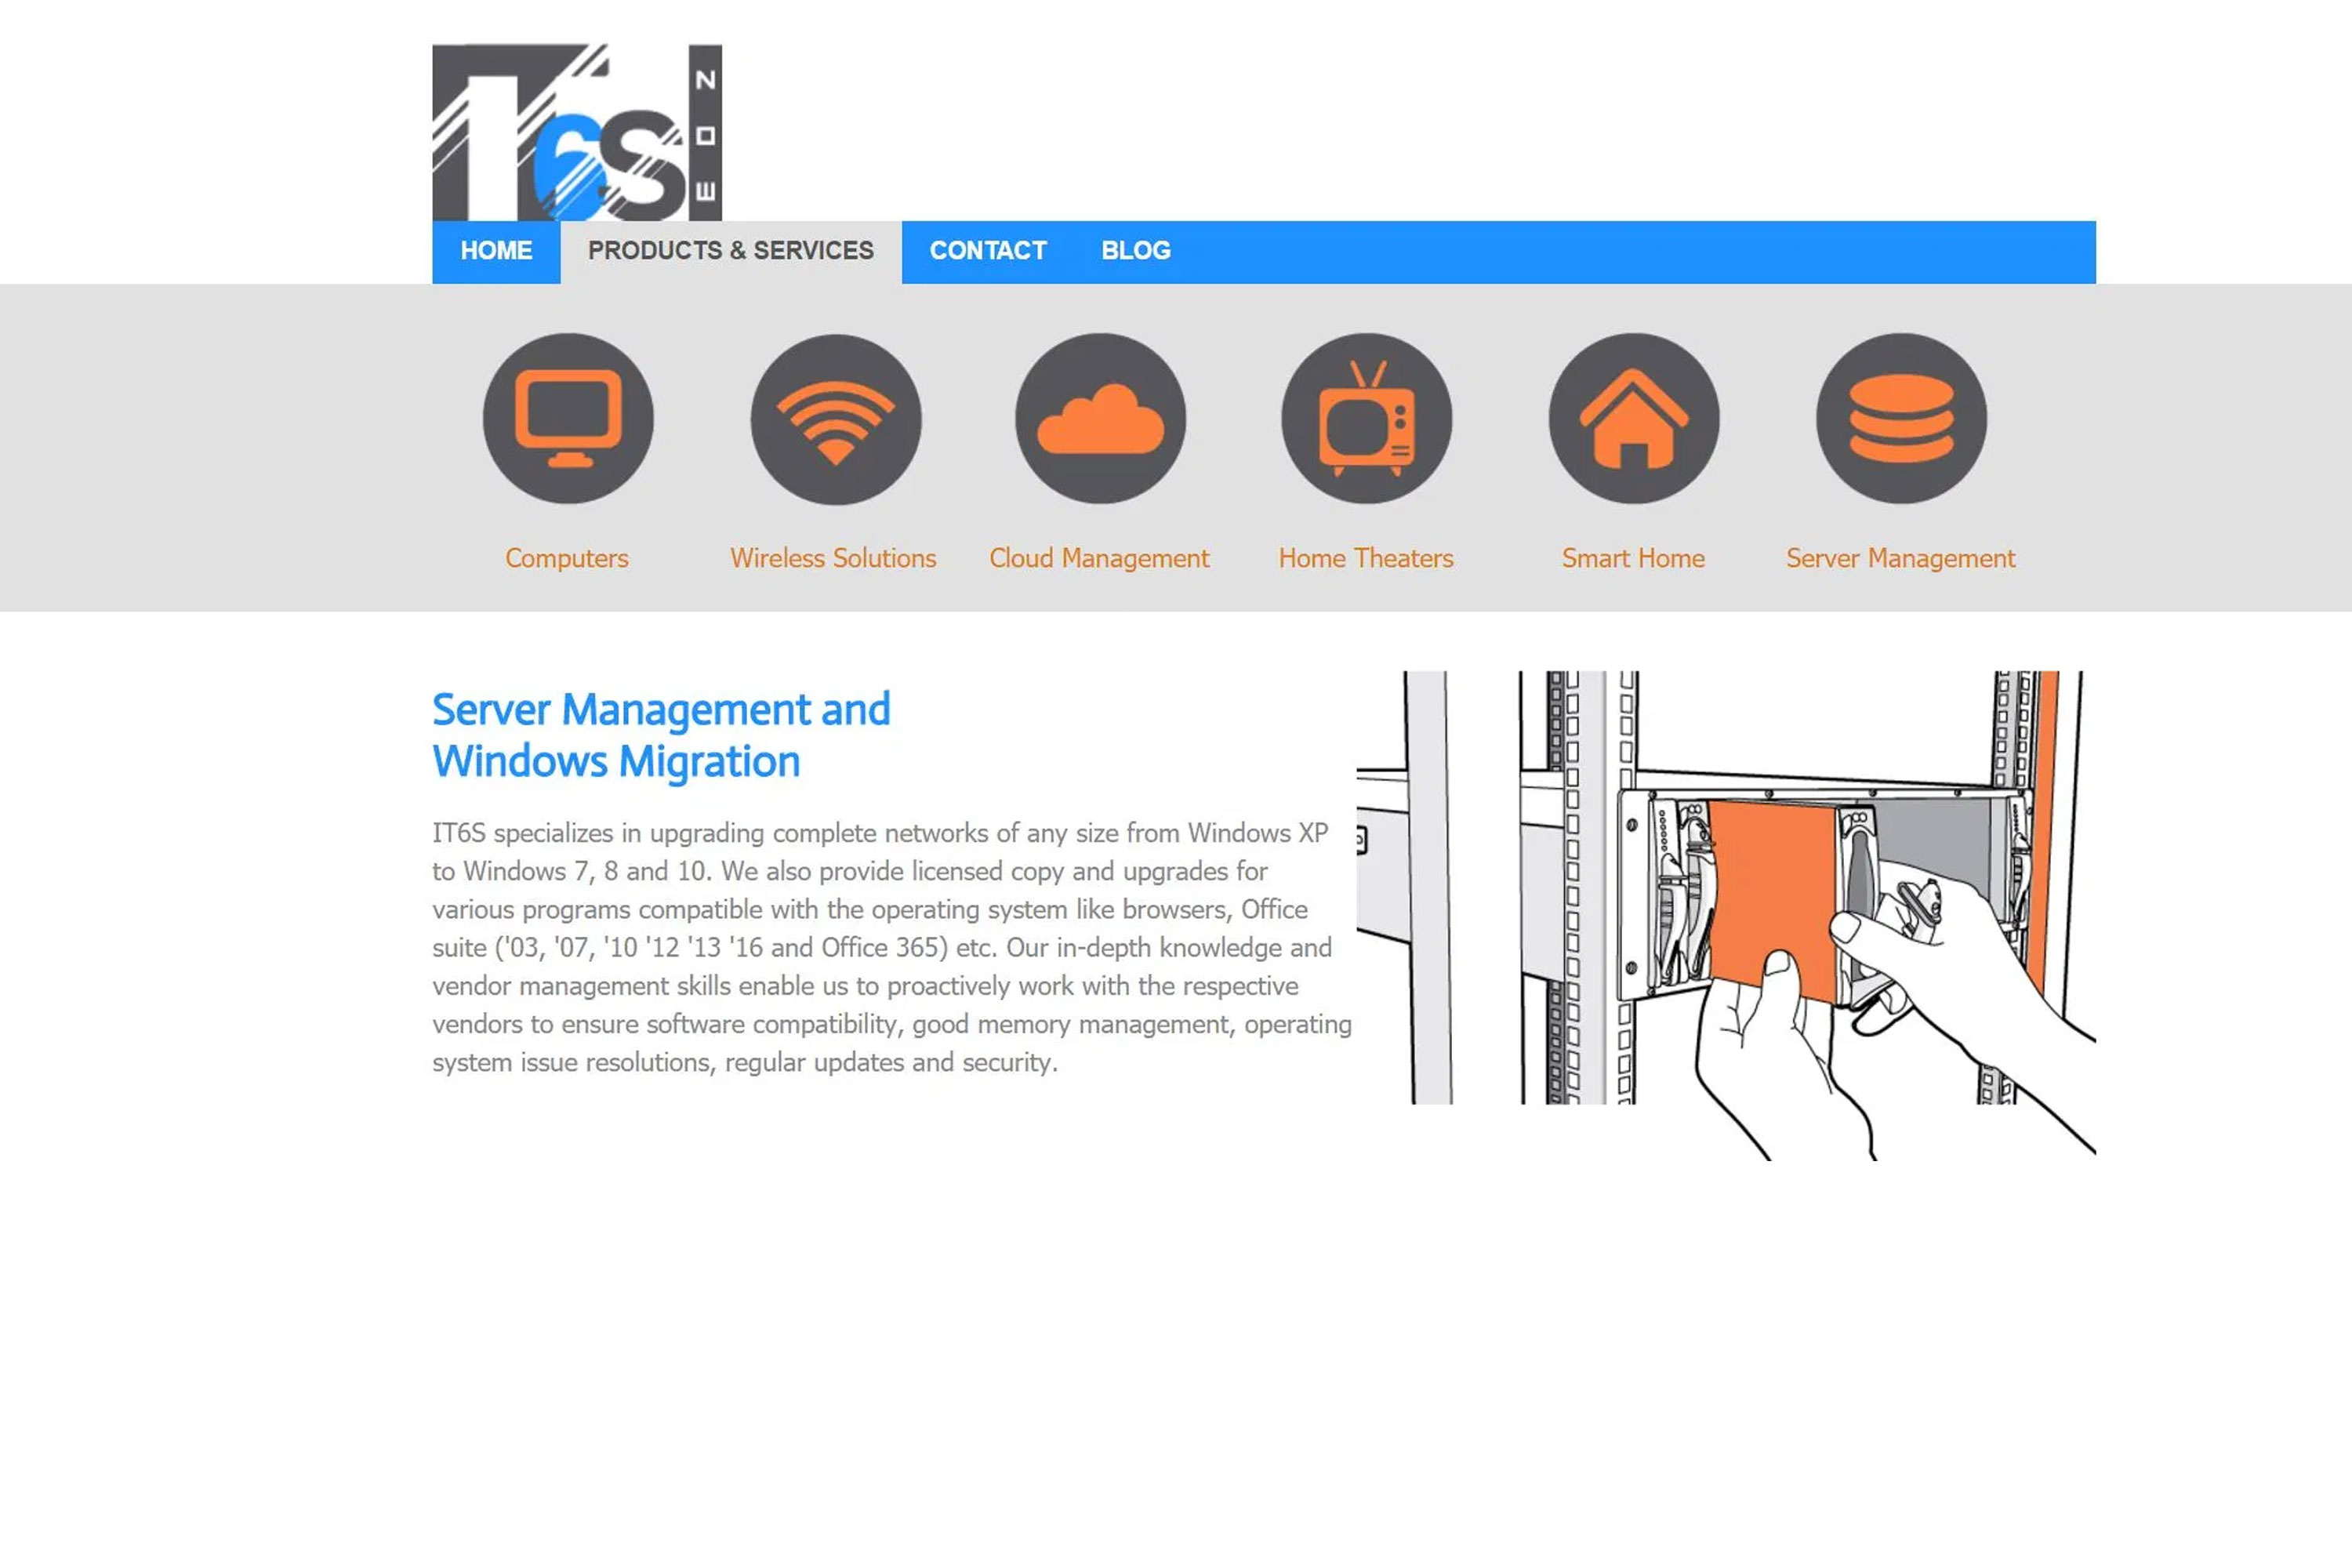 IT6S
ZONE
HOME PRODUCTS & SERVICES CONTACT BLOG
Computers Wireless Solutions Cloud Management Home Theaters Smart Home Server Management
Server Management and
Windows Migration
IT6S specializes in upgrading complete networks of any size from Windows XP
to Windows 7, 8 and 10. We also provide licensed copy and upgrades for
various programs compatible with the operating system like browsers, Office
suite ('03, '07, '10 '12 '13 '16 and Office 365) etc. Our in-depth knowledge and
vendor management skills enable us to proactively work with the respective
vendors to ensure software compatibility, good memory management, operating
system issue resolutions, regular updates and security.